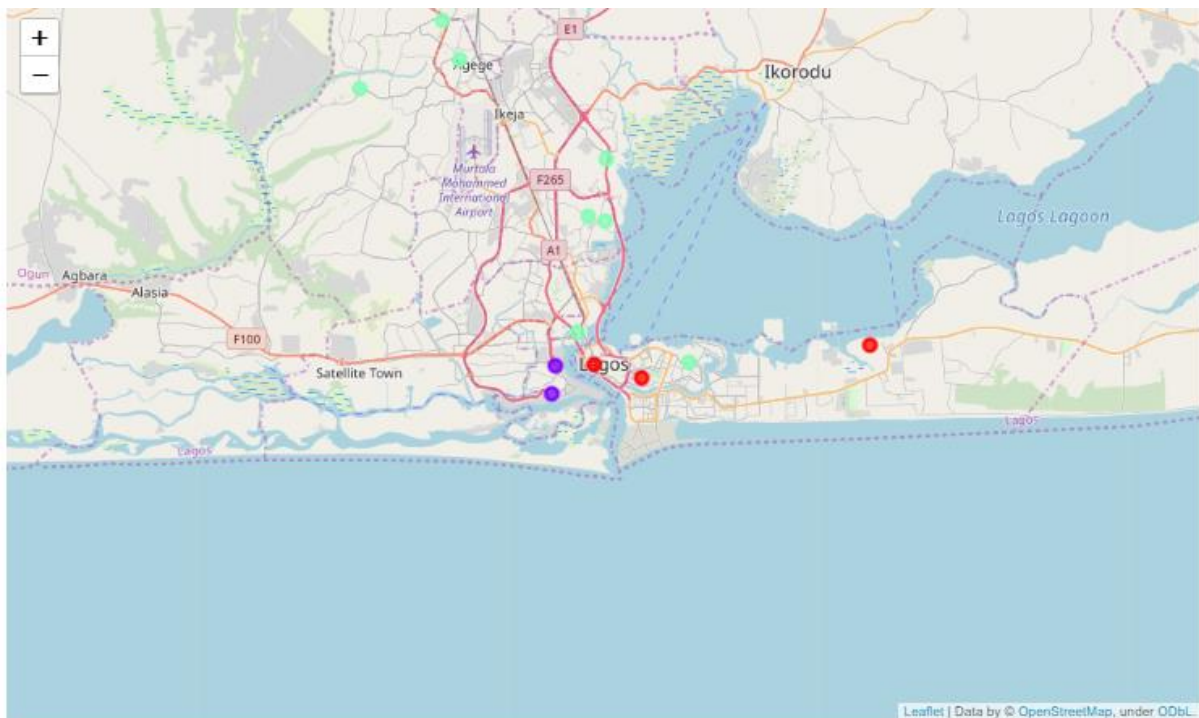 +
−
E1
Agege
Ikorodu
Ikeja
Murtala
Mohammed
International
Airport
F265
Lagos Lagoon
A1
Ogun
Agbara
Alasia
F100
Satellite Town
Lagos
Lagos
Lagos
Leaflet | Data by © OpenStreetMap, under ODbL.